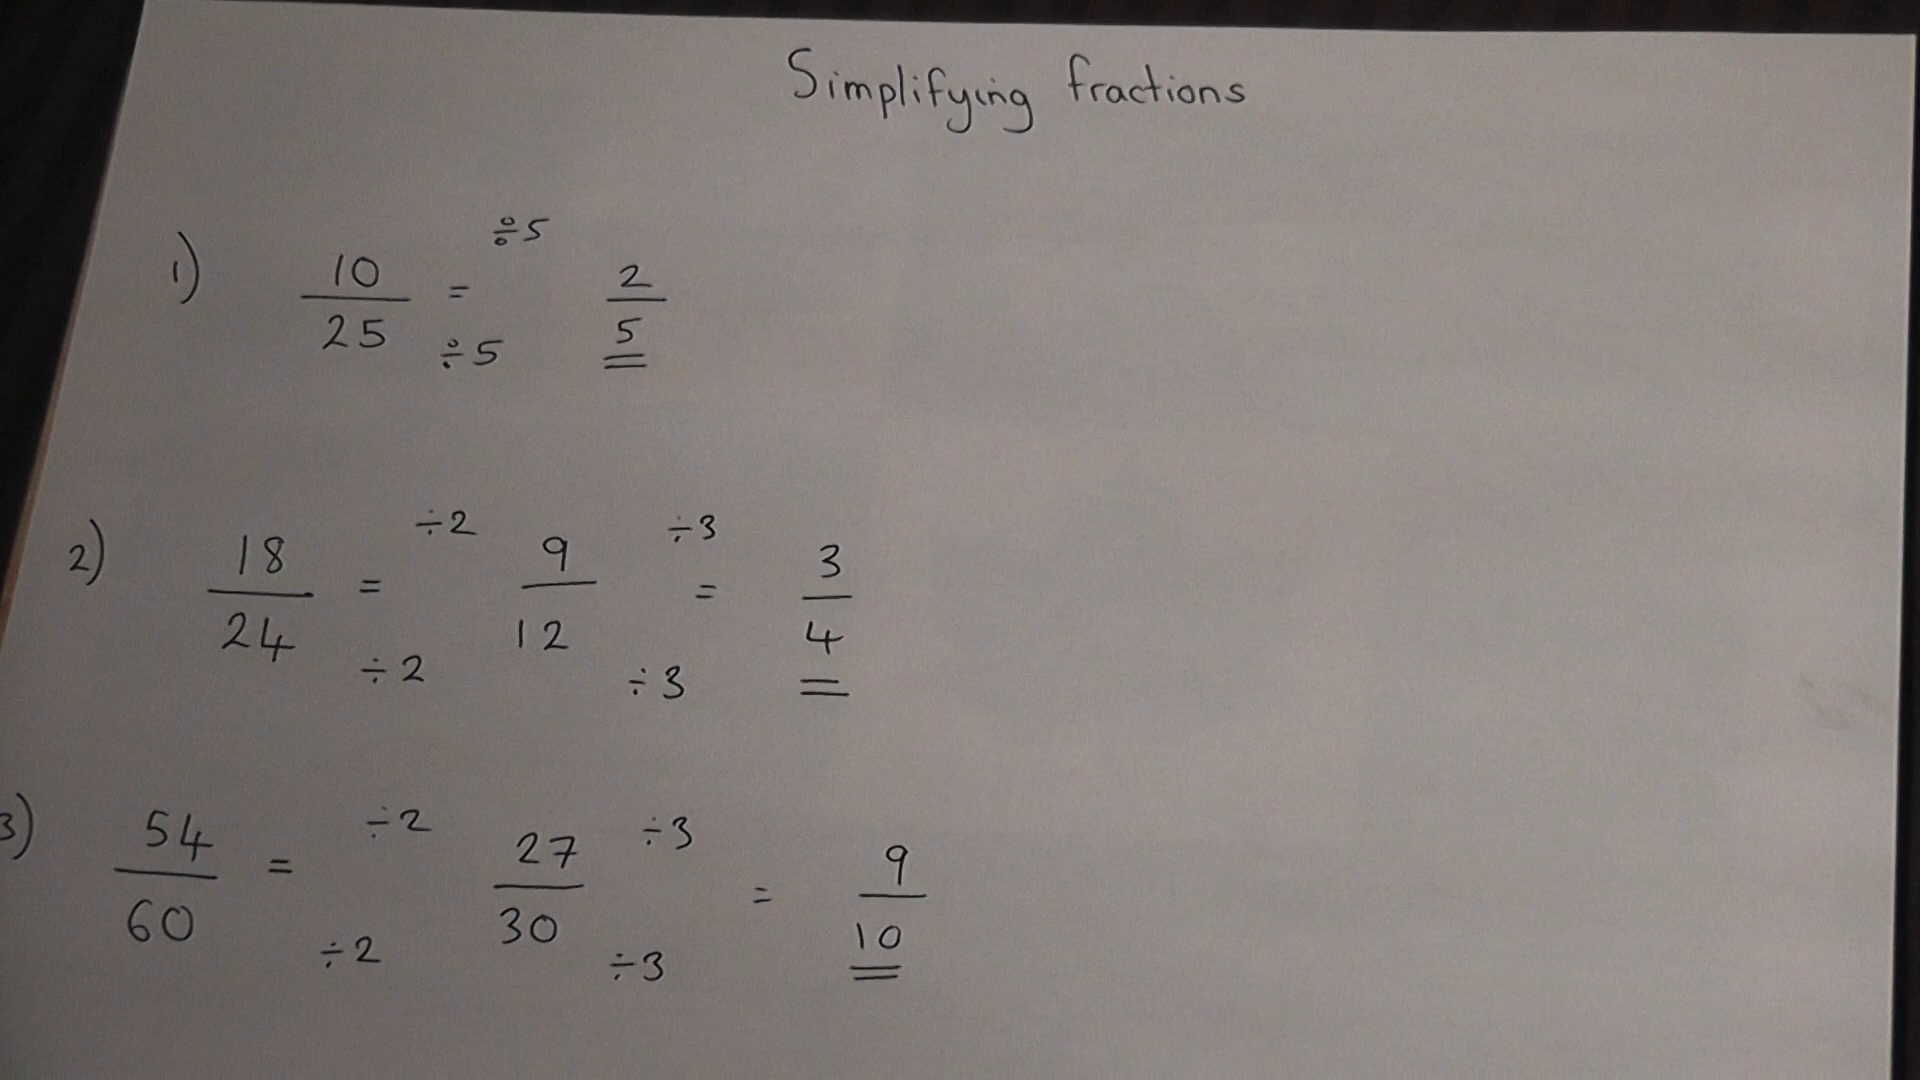 Simplifying fractions
÷5
1) 10/25 = 2/5
÷5
÷2 ÷3
2) 18/24 = 9/12 = 3/4
÷2 ÷3
÷2 ÷3
3) 54/60 = 27/30 = 9/10
÷2 ÷3